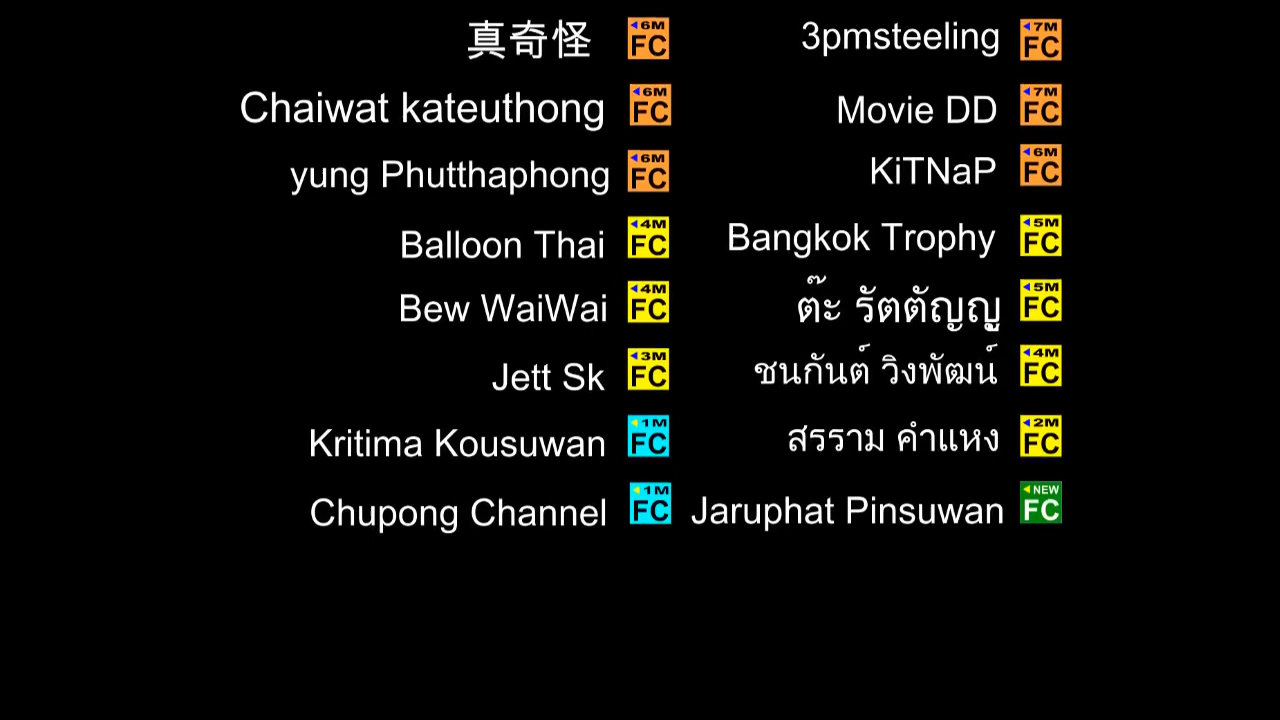 真奇怪 ◄6M FC 3pmsteeling ◄7M FC
Chaiwat kateuthong ◄6M FC Movie DD ◄7M FC
yung Phutthaphong ◄6M FC KiTNaP ◄6M FC
Balloon Thai ◄4M FC Bangkok Trophy ◄5M FC
Bew WaiWai ◄4M FC ต๊ะ รัตตัญญู ◄5M FC
Jett Sk ◄3M FC ชนกันต์ วิงพัฒน์ ◄4M FC
Kritima Kousuwan ◄1M FC สรราม คำแหง ◄2M FC
Chupong Channel ◄1M FC Jaruphat Pinsuwan ◄NEW FC